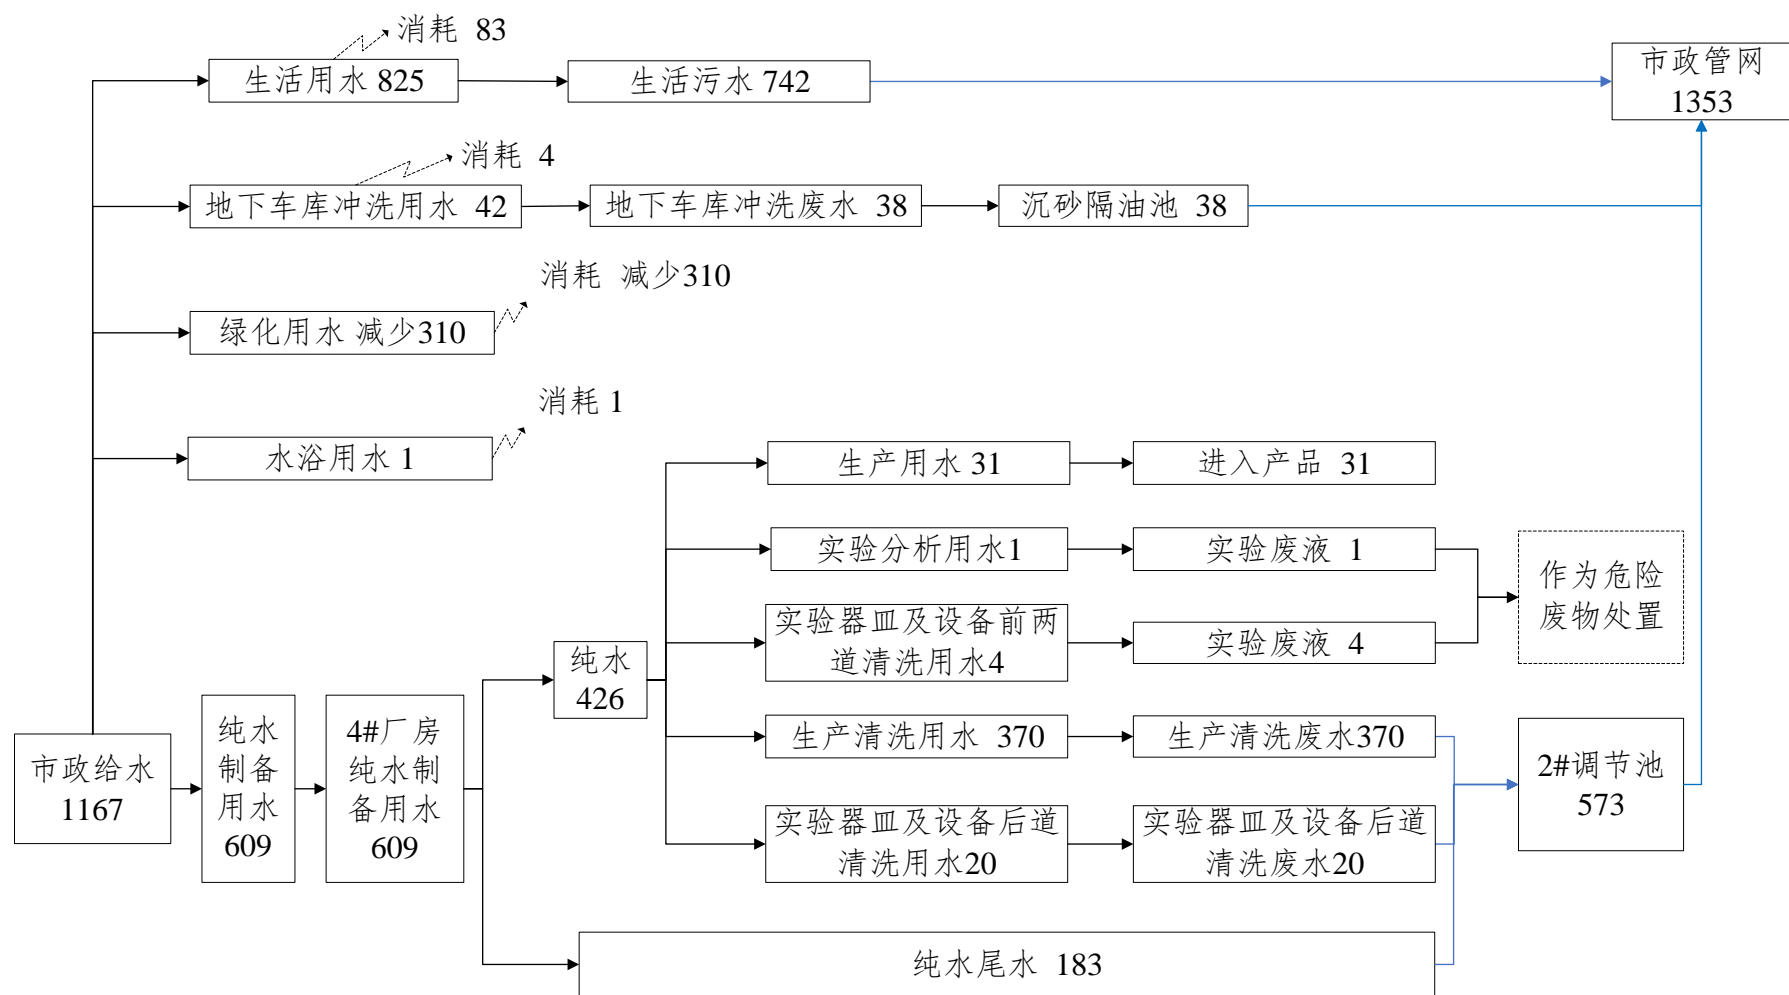 消耗 83
生活用水 825
生活污水 742
市政管网
1353
消耗 4
地下车库冲洗用水 42
地下车库冲洗废水 38
沉砂隔油池 38
消耗 减少310
绿化用水 减少310
消耗 1
水浴用水 1
生产用水 31
进入产品 31
实验分析用水1
实验废液 1
作为危险
废物处置
实验器皿及设备前两
道清洗用水4
实验废液 4
纯水
426
市政给水
1167
纯水
制备
用水
609
4#厂房
纯水制
备用水
609
生产清洗用水 370
生产清洗废水370
2#调节池
573
实验器皿及设备后道
清洗用水20
实验器皿及设备后道
清洗废水20
纯水尾水 183